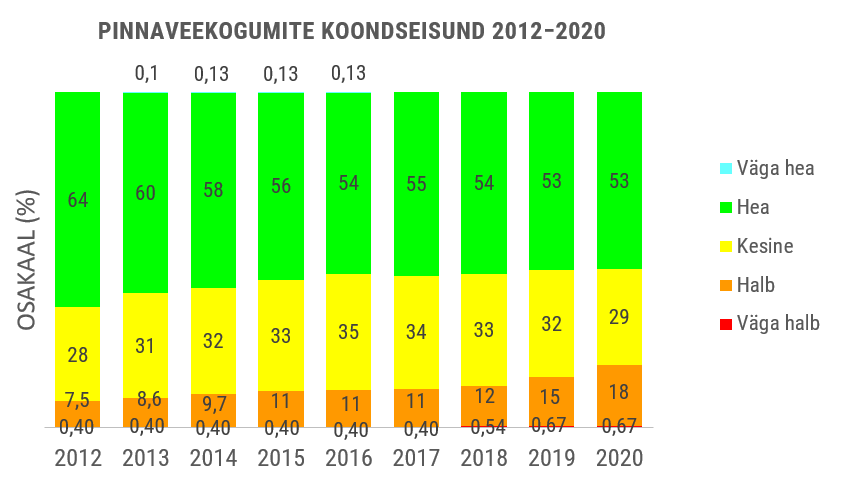 PINNAVEEKOGUMITE KOONDSEISUND 2012–2020
0,1 0,13 0,13 0,13
OSAKAAL (%)
64 60 58 56 54 55 54 53 53
28 31 32 33 35 34 33 32 29
7,5 8,6 9,7 11 11 11 12 15 18
0,40 0,40 0,40 0,40 0,40 0,40 0,54 0,67 0,67
2012 2013 2014 2015 2016 2017 2018 2019 2020
Väga hea
Hea
Kesine
Halb
Väga halb